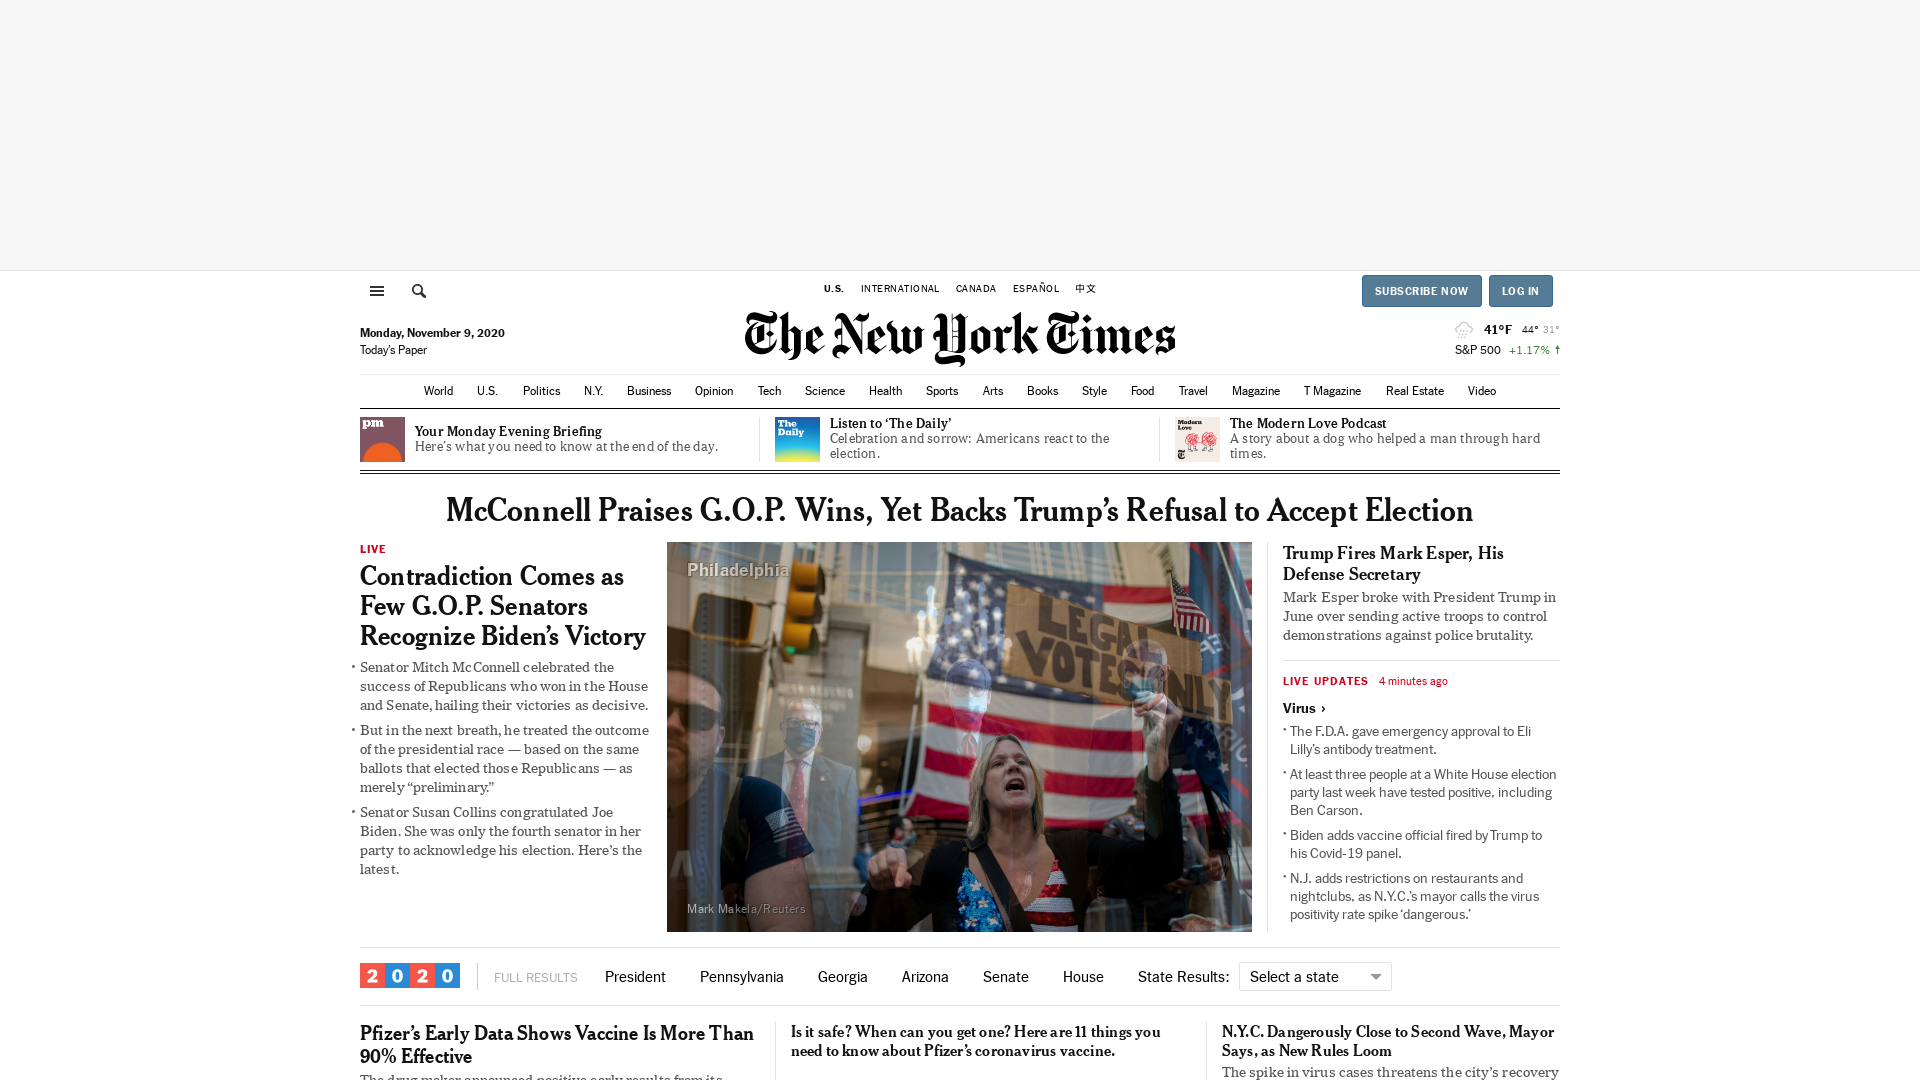 U.S. INTERNATIONAL CANADA ESPAÑOL 中文
SUBSCRIBE NOW LOG IN
Monday, November 9, 2020
Today's Paper
The New York Times
41°F 44° 31°
S&P 500 +1.17% ↑
World U.S. Politics N.Y. Business Opinion Tech Science Health Sports Arts Books Style Food Travel Magazine T Magazine Real Estate Video
pm
Your Monday Evening Briefing
Here's what you need to know at the end of the day.
The
Daily
Listen to ‘The Daily’
Celebration and sorrow: Americans react to the
election.
Modern
Love
The Modern Love Podcast
A story about a dog who helped a man through hard
times.
McConnell Praises G.O.P. Wins, Yet Backs Trump’s Refusal to Accept Election
LIVE
Contradiction Comes as
Few G.O.P. Senators
Recognize Biden’s Victory
• Senator Mitch McConnell celebrated the
success of Republicans who won in the House
and Senate, hailing their victories as decisive.
• But in the next breath, he treated the outcome
of the presidential race — based on the same
ballots that elected those Republicans — as
merely “preliminary.”
• Senator Susan Collins congratulated Joe
Biden. She was only the fourth senator in her
party to acknowledge his election. Here’s the
latest.
Philadelphia
LEGAL
VOTES ONLY
Mark Makela/Reuters
Trump Fires Mark Esper, His
Defense Secretary
Mark Esper broke with President Trump in
June over sending active troops to control
demonstrations against police brutality.
LIVE UPDATES 4 minutes ago
Virus ›
• The F.D.A. gave emergency approval to Eli
Lilly’s antibody treatment.
• At least three people at a White House election
party last week have tested positive, including
Ben Carson.
• Biden adds vaccine official fired by Trump to
his Covid-19 panel.
• N.J. adds restrictions on restaurants and
nightclubs, as N.Y.C.’s mayor calls the virus
positivity rate spike ‘dangerous.’
2020 FULL RESULTS President Pennsylvania Georgia Arizona Senate House State Results: Select a state
Pfizer’s Early Data Shows Vaccine Is More Than
90% Effective
The drug maker announced positive early results from its
Is it safe? When can you get one? Here are 11 things you
need to know about Pfizer’s coronavirus vaccine.
N.Y.C. Dangerously Close to Second Wave, Mayor
Says, as New Rules Loom
The spike in virus cases threatens the city’s recovery